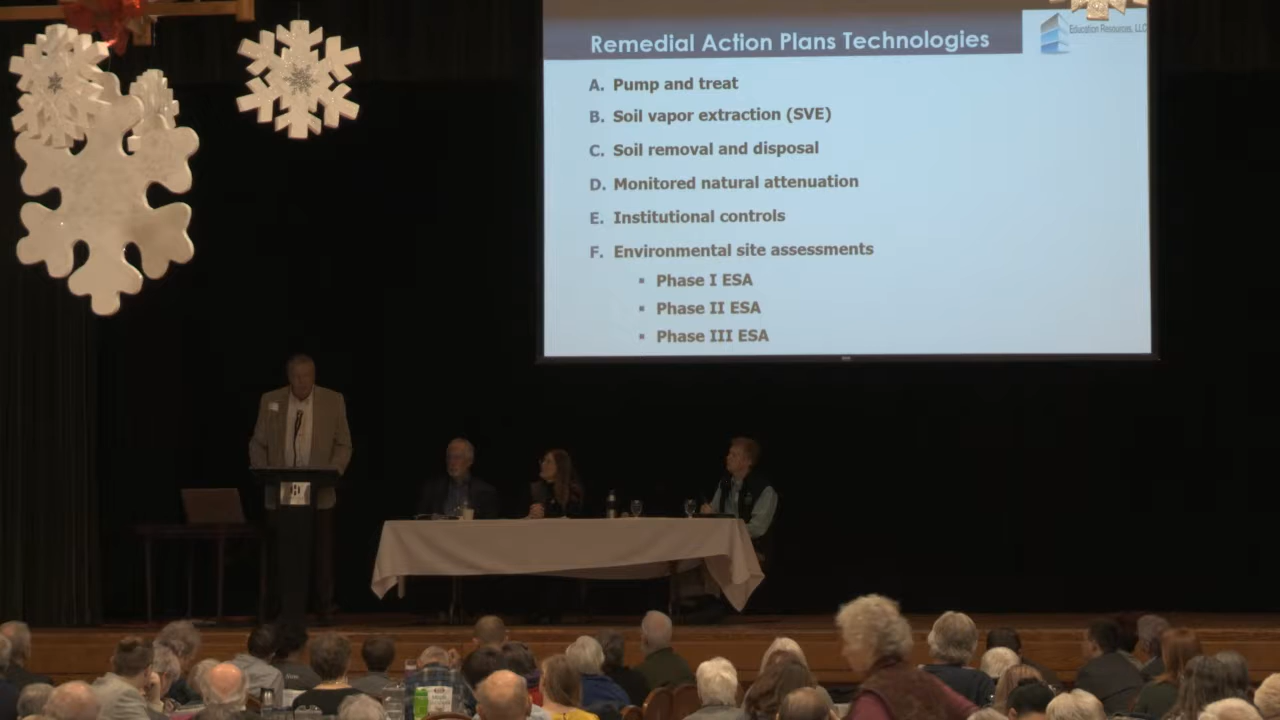 Remedial Action Plans Technologies
Education Resources, LLC
A. Pump and treat
B. Soil vapor extraction (SVE)
C. Soil removal and disposal
D. Monitored natural attenuation
E. Institutional controls
F. Environmental site assessments
▪ Phase I ESA
▪ Phase II ESA
▪ Phase III ESA